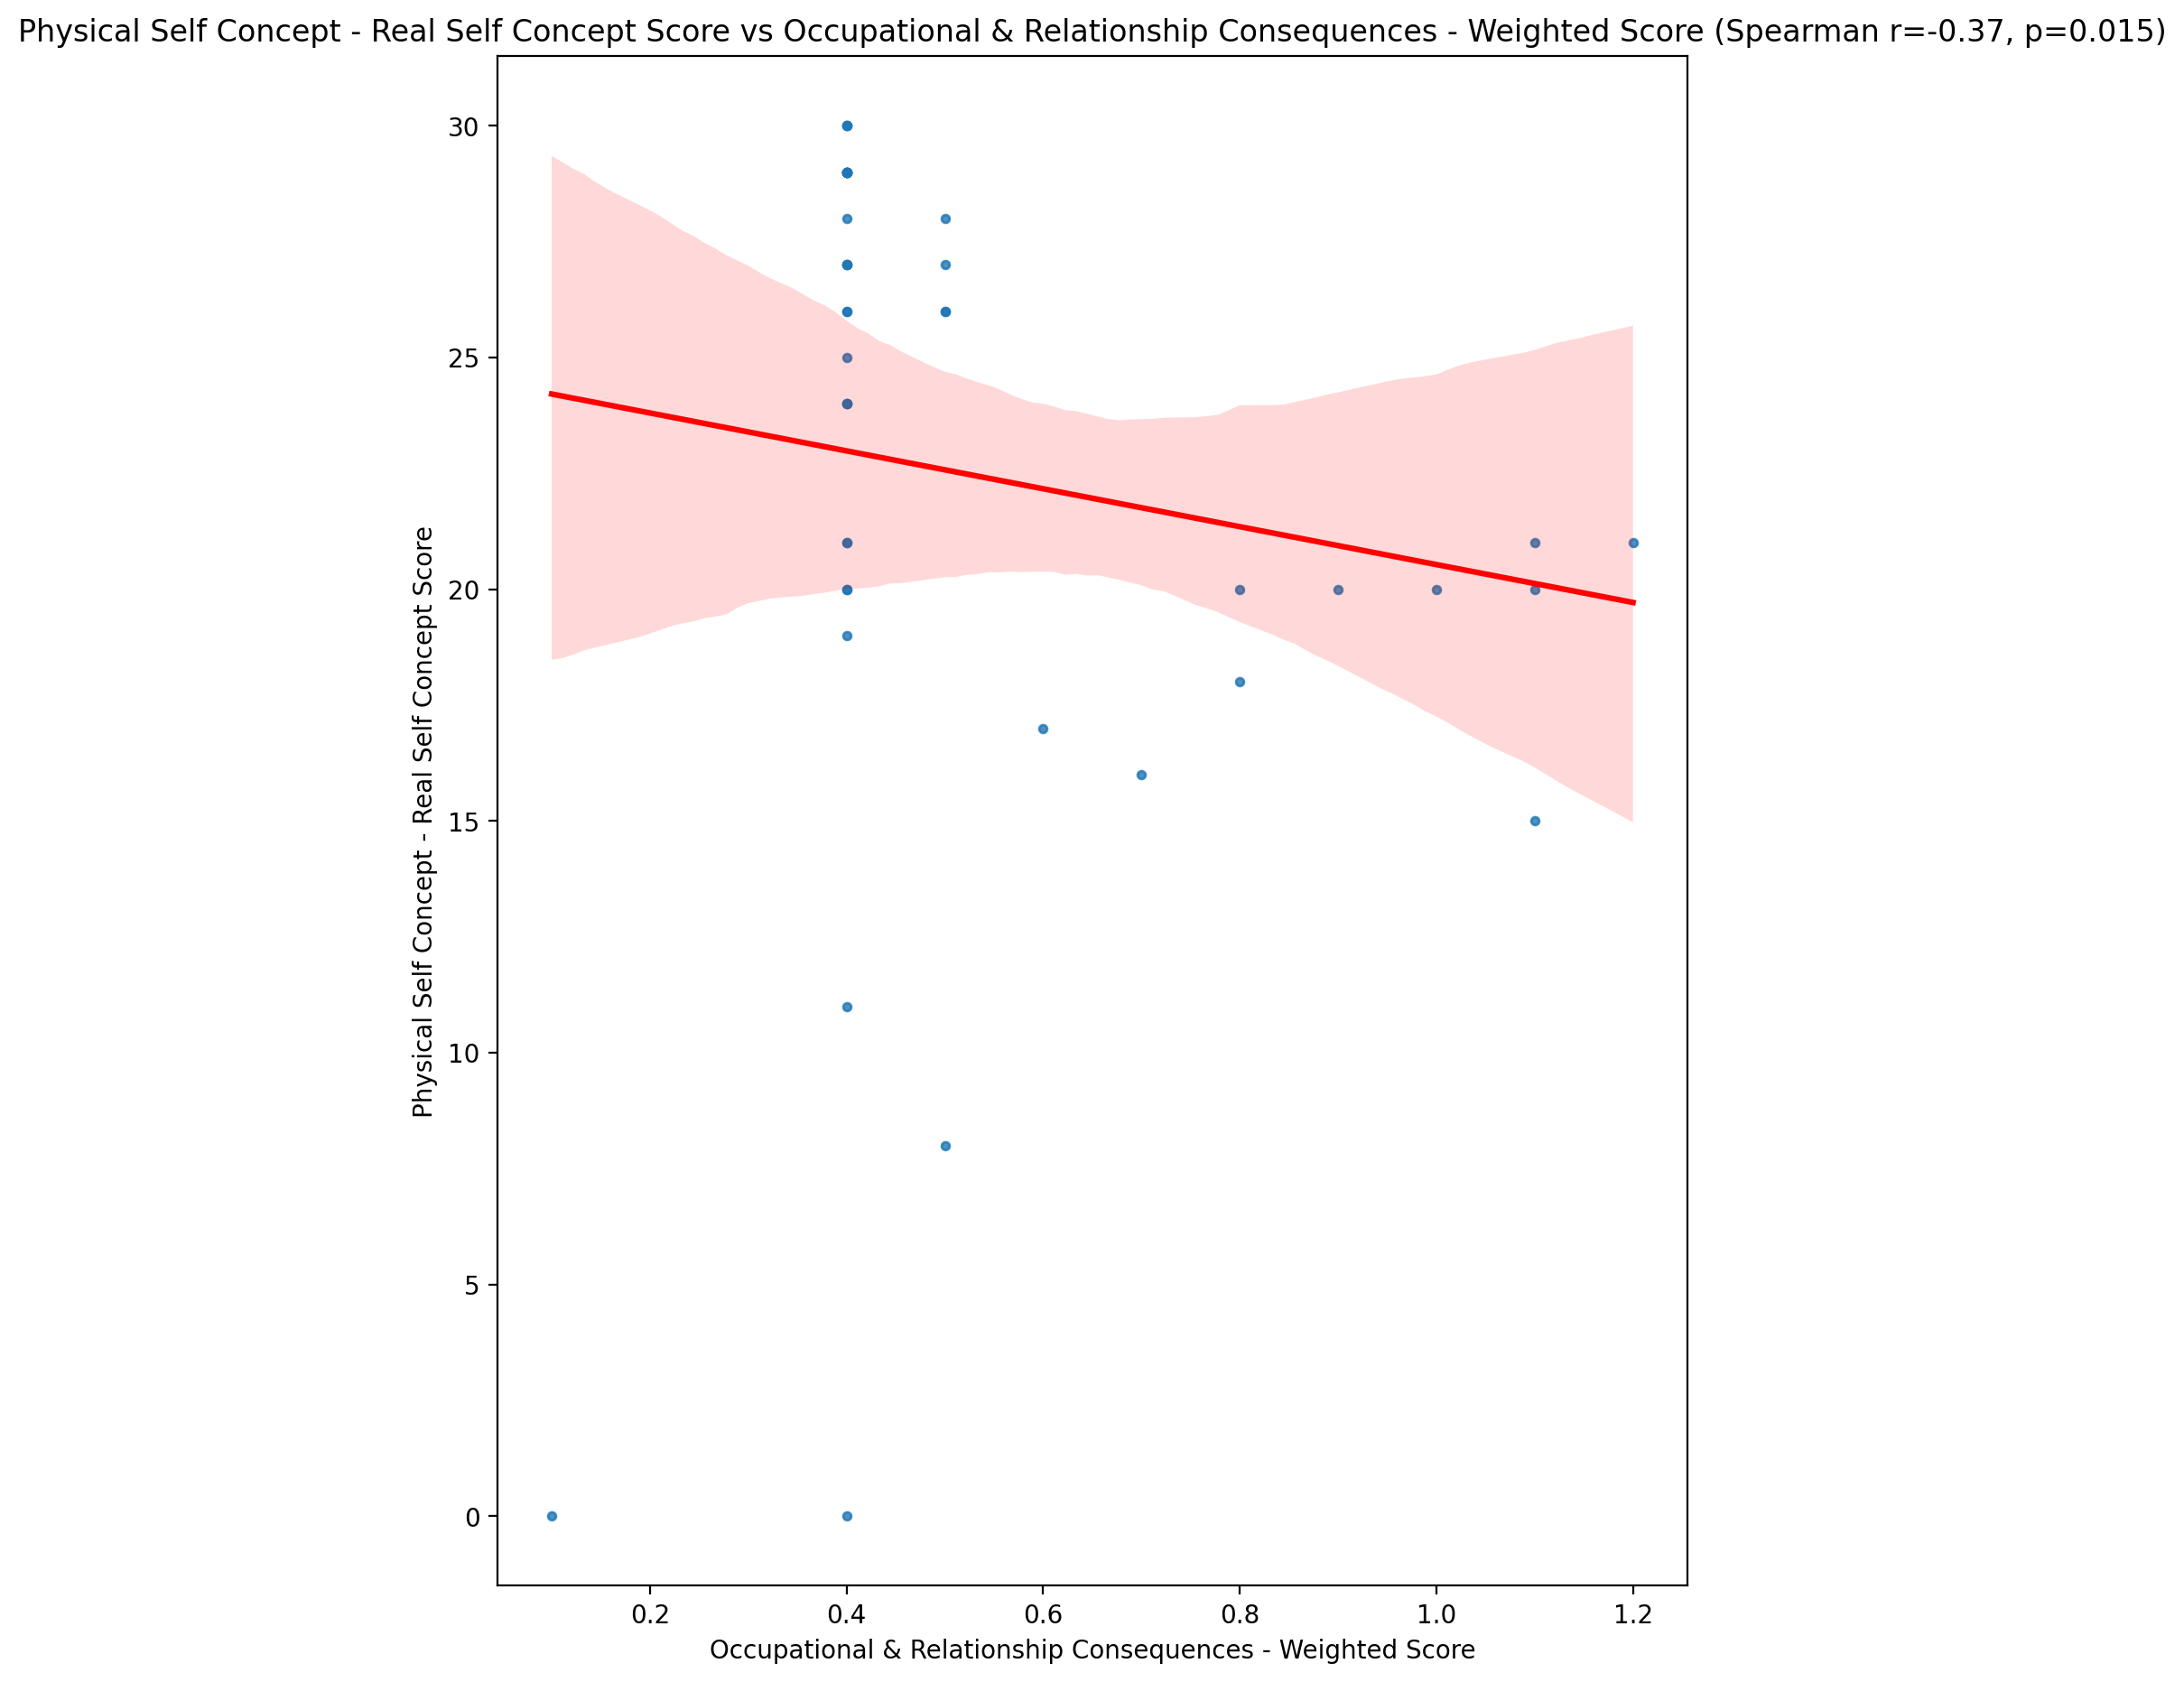 Physical Self Concept - Real Self Concept Score vs Occupational & Relationship Consequences - Weighted Score (Spearman r=-0.37, p=0.015)
Physical Self Concept - Real Self Concept Score
30
25
20
15
10
5
0
0.2 0.4 0.6 0.8 1.0 1.2
Occupational & Relationship Consequences - Weighted Score